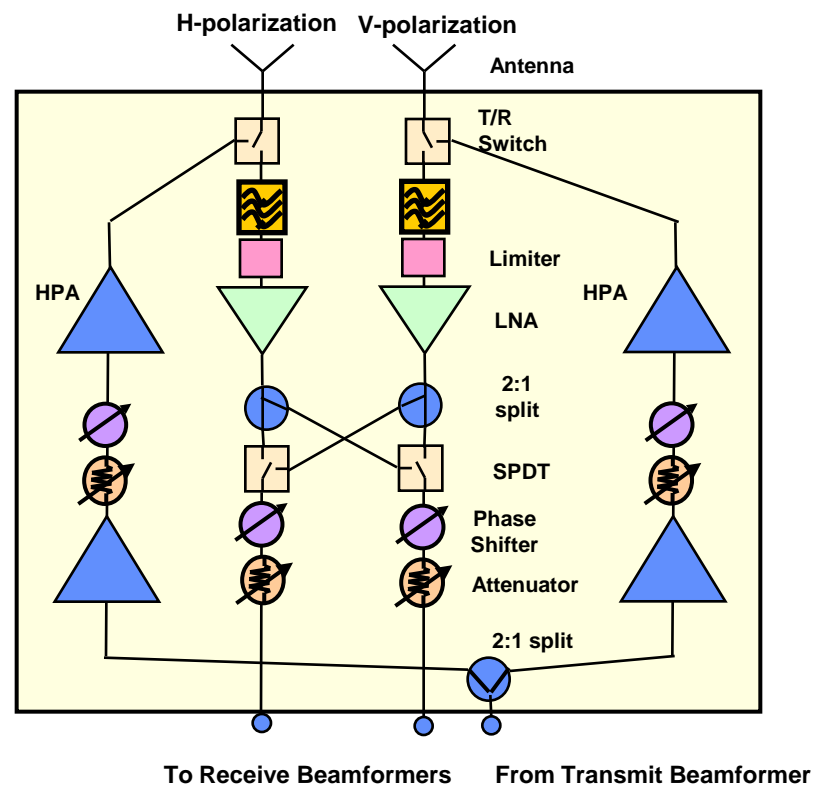 H-polarization
V-polarization
Antenna
T/R
Switch
Limiter
HPA
HPA
LNA
2:1
split
SPDT
Phase
Shifter
Attenuator
2:1 split
To Receive Beamformers
From Transmit Beamformer